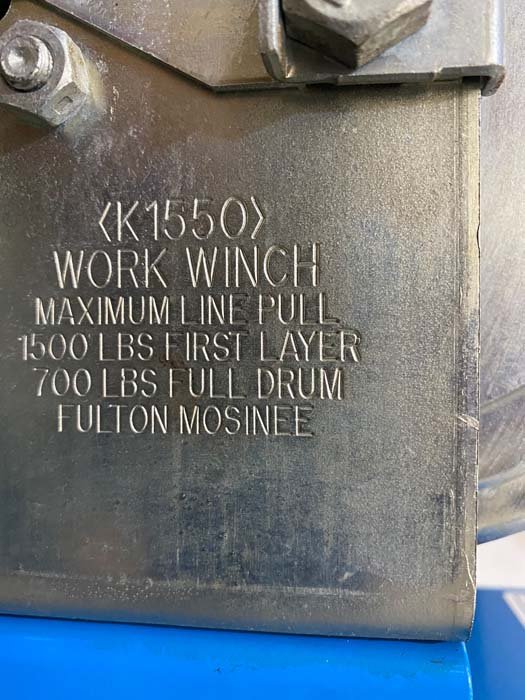 〈K1550〉
WORK WINCH
MAXIMUM LINE PULL
1500 LBS FIRST LAYER
700 LBS FULL DRUM
FULTON MOSINEE